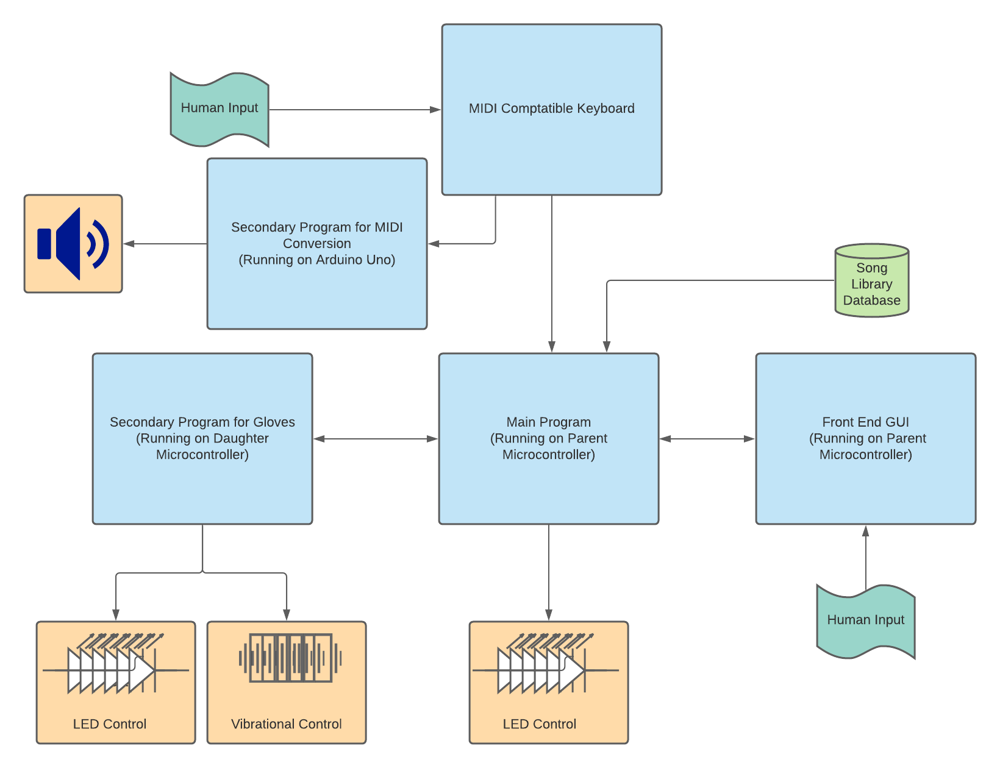 MIDI Comptatible Keyboard
Human Input
Secondary Program for MIDI
Conversion
(Running on Arduino Uno)
Song
Library
Database
Secondary Program for Gloves
(Running on Daughter
Microcontroller)
Main Program
(Running on Parent
Microcontroller)
Front End GUI
(Running on Parent
Microcontroller)
Human Input
LED Control
Vibrational Control
LED Control